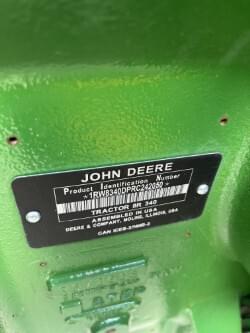 JOHN DEERE
Product Identification Number
*1RW8340DPRC242050*
TRACTOR 8R 340
ASSEMBLED IN USA
DEERE & COMPANY, MOLINE, ILLINOIS, USA
CAN ICES-2/NMB-2